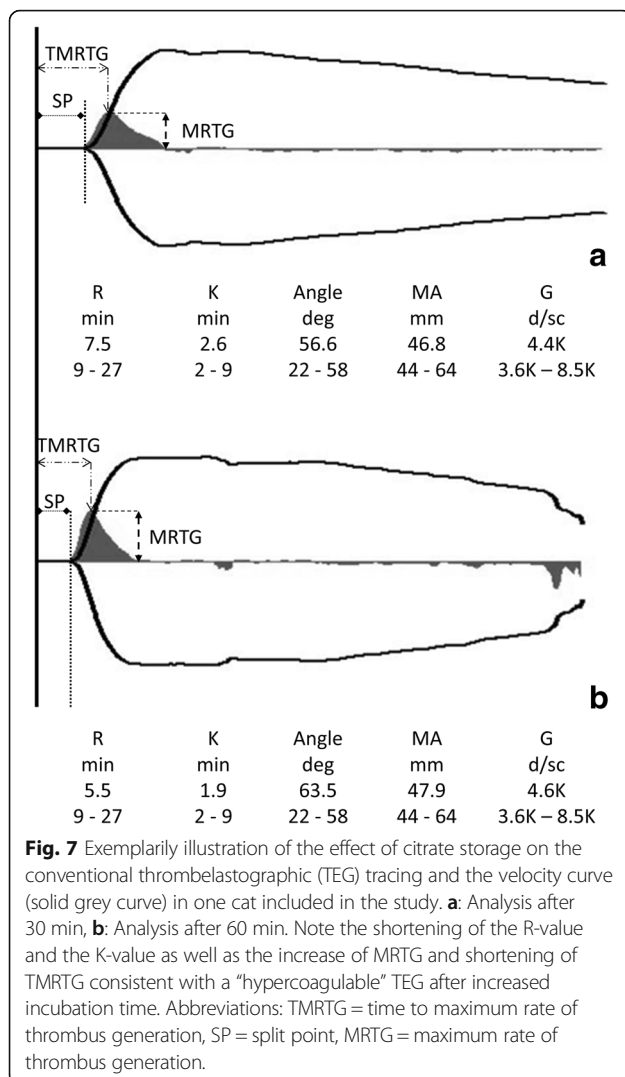 TMRTG
SP
MRTG
a
R K Angle MA G
min min deg mm d/sc
7.5 2.6 56.6 46.8 4.4K
9 - 27 2 - 9 22 - 58 44 - 64 3.6K – 8.5K
TMRTG
SP
MRTG
b
R K Angle MA G
min min deg mm d/sc
5.5 1.9 63.5 47.9 4.6K
9 - 27 2 - 9 22 - 58 44 - 64 3.6K – 8.5K
Fig. 7 Exemplarily illustration of the effect of citrate storage on the
conventional thrombelastographic (TEG) tracing and the velocity curve
(solid grey curve) in one cat included in the study. a: Analysis after
30 min, b: Analysis after 60 min. Note the shortening of the R-value
and the K-value as well as the increase of MRTG and shortening of
TMRTG consistent with a “hypercoagulable” TEG after increased
incubation time. Abbreviations: TMRTG = time to maximum rate of
thrombus generation, SP = split point, MRTG = maximum rate of
thrombus generation.